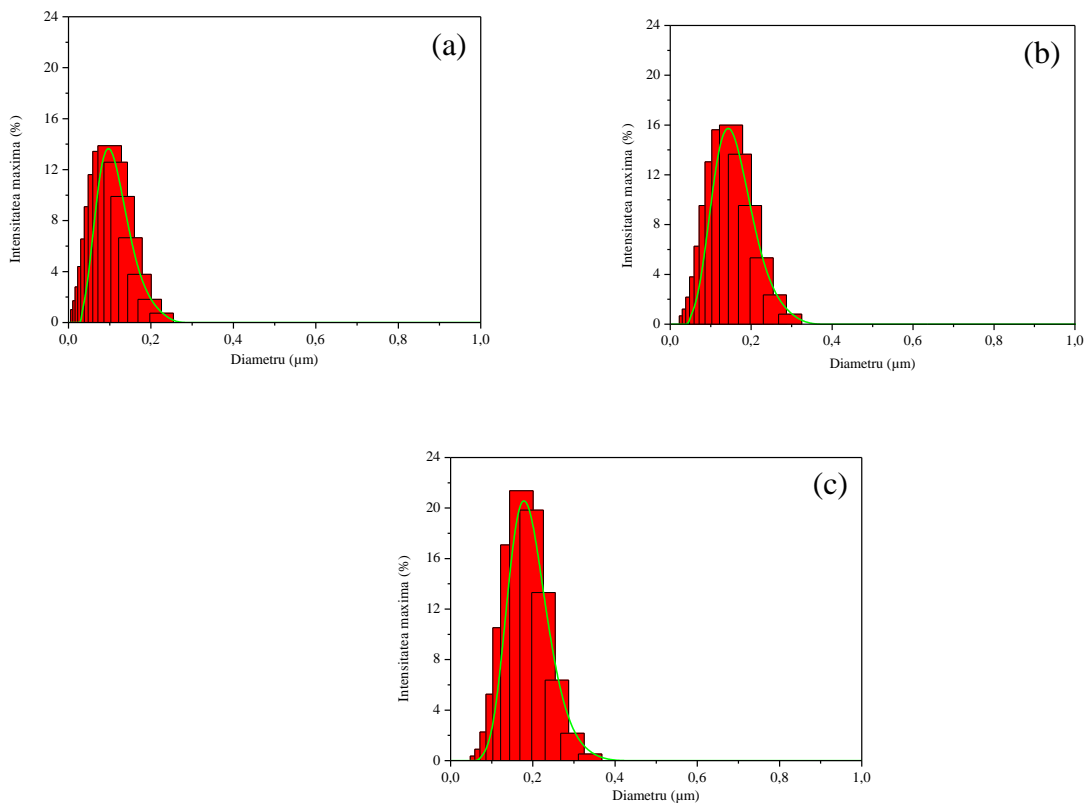 (a)
24
20
16
12
8
4
0
Intensitatea maxima (%)
0,0 0,2 0,4 0,6 0,8 1,0
Diametru (µm)
(b)
24
20
16
12
8
4
0
Intensitatea maxima (%)
0,0 0,2 0,4 0,6 0,8 1,0
Diametru (µm)
(c)
24
20
16
12
8
4
0
Intensitatea maxima (%)
0,0 0,2 0,4 0,6 0,8 1,0
Diametru (µm)